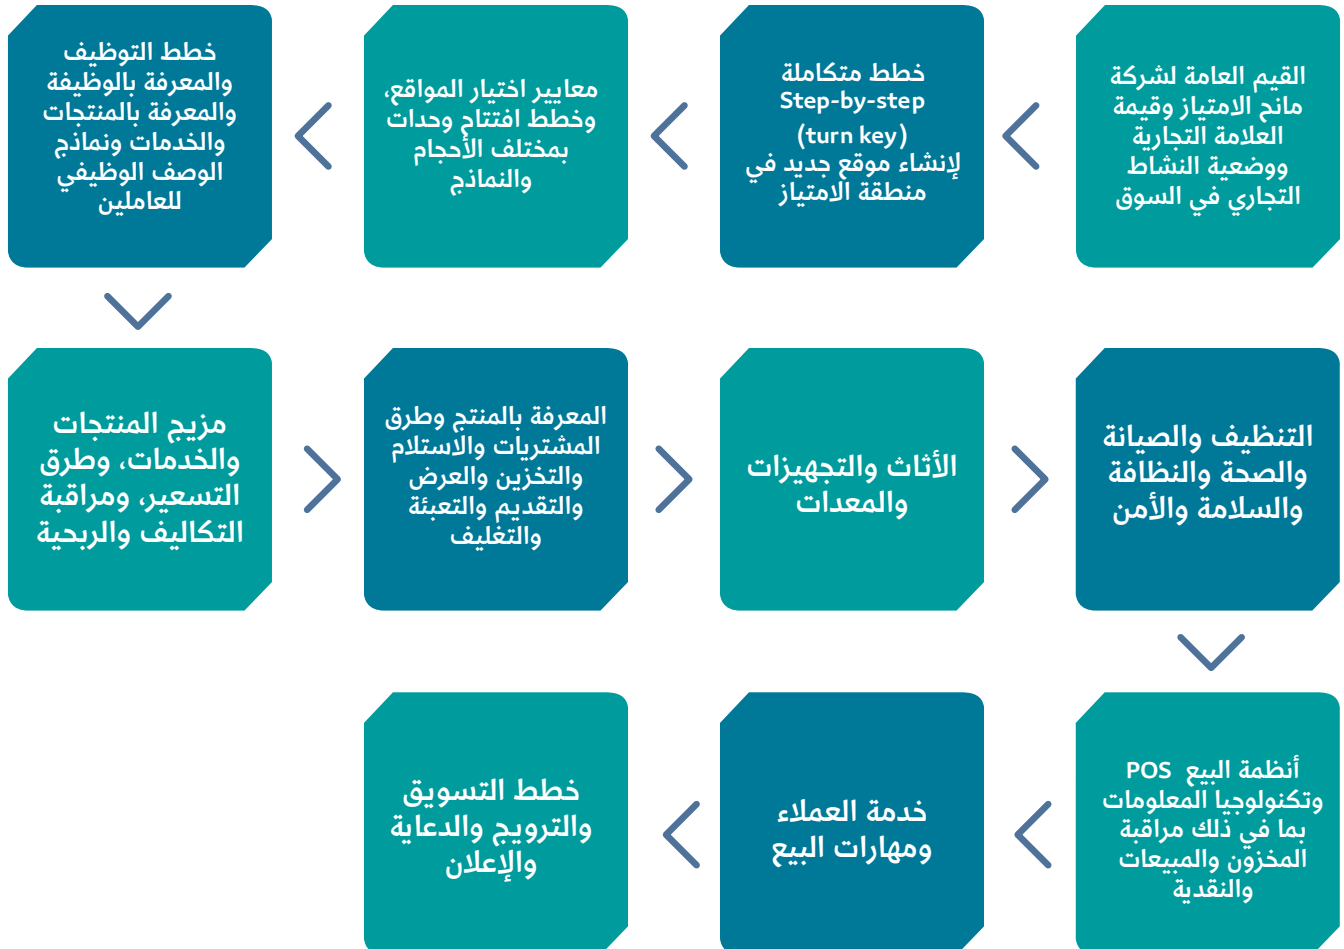 القيم العامة لشركة
مانح الامتياز وقيمة
العلامة التجارية
ووضعية النشاط
التجاري في السوق
خطط متكاملة
Step-by-step
(turn key)
لإنشاء موقع جديد في
منطقة الامتياز
معايير اختيار المواقع،
وخطط افتتاح وحدات
بمختلف الأحجام
والنماذج
خطط التوظيف
والمعرفة بالوظيفة
والمعرفة بالمنتجات
والخدمات ونماذج
الوصف الوظيفي
للعاملين
مزيج المنتجات
والخدمات، وطرق
التسعير، ومراقبة
التكاليف والربحية
المعرفة بالمنتج وطرق
المشتريات والاستلام
والتخزين والعرض
والتقديم والتعبئة
والتغليف
الأثاث والتجهيزات
والمعدات
التنظيف والصيانة
والصحة والنظافة
والسلامة والأمن
أنظمة البيع POS
وتكنولوجيا المعلومات
بما في ذلك مراقبة
المخزون والمبيعات
والنقدية
خدمة العملاء
ومهارات البيع
خطط التسويق
والترويج والدعاية
والإعلان